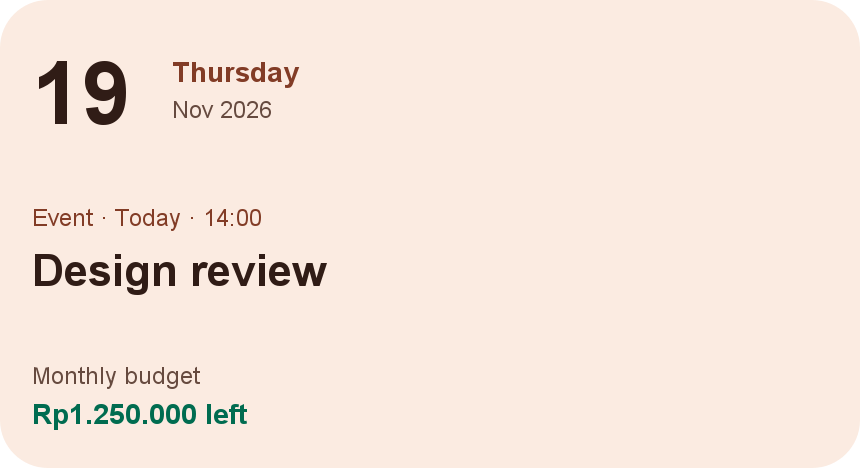 19
Thursday
Nov 2026
Event · Today · 14:00
Design review
Monthly budget
Rp1.250.000 left